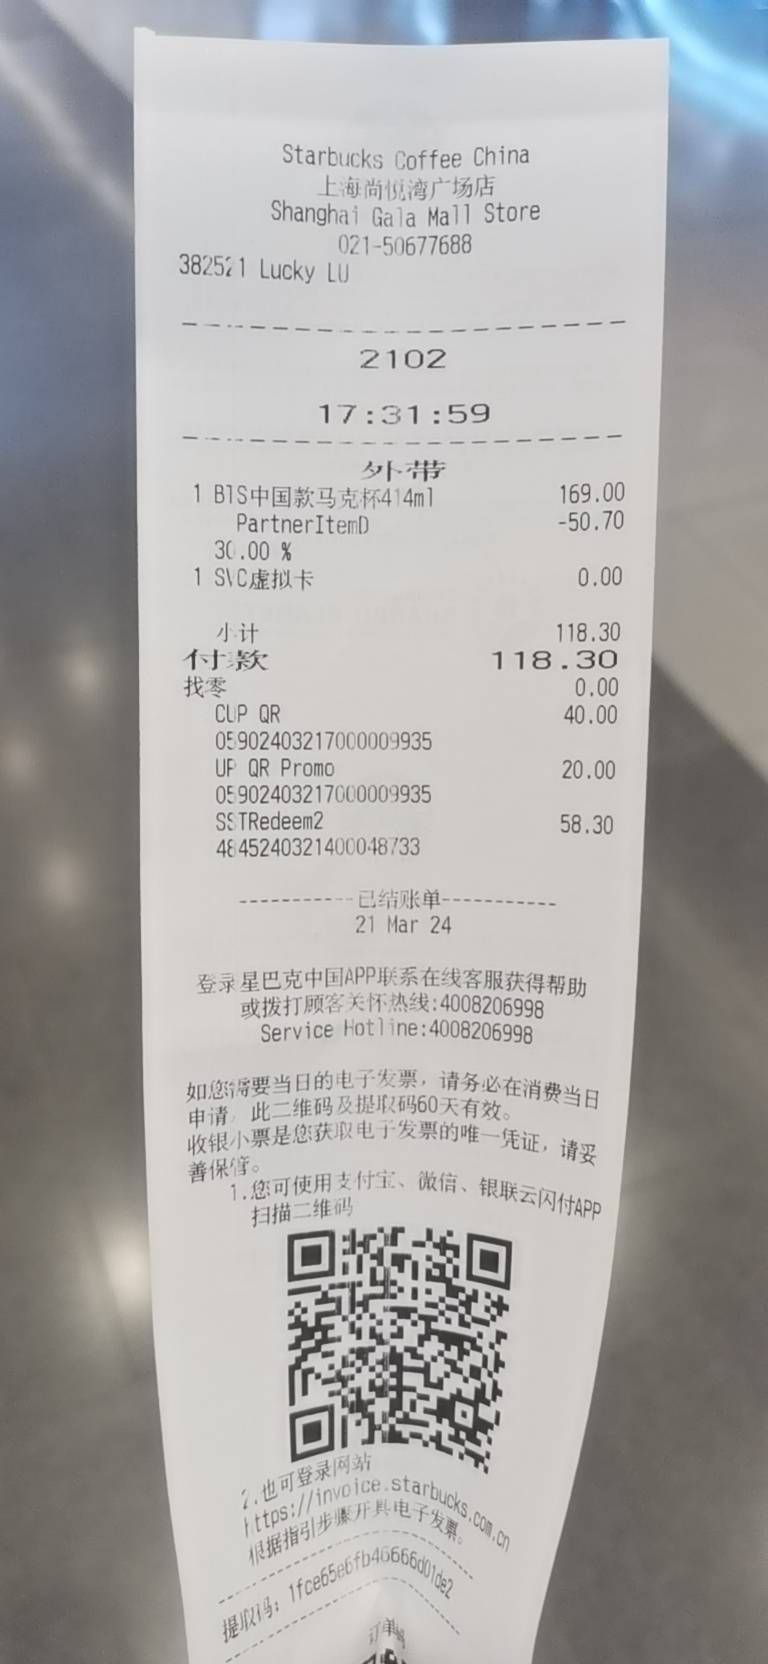 Starbucks Coffee China
上海尚悦湾广场店
Shanghai Gala Mall Store
021-50677688
382521 Lucky LU
2102
17:31:59
外带
1 BTS中国款马克杯414ml 169.00
PartnerItemD -50.70
30.00 %
1 SVC虚拟卡 0.00
小计 118.30
付款 118.30
找零 0.00
CUP QR 40.00
05902403217000009935
UP QR Promo 20.00
05902403217000009935
SSTRedeem2 58.30
4845240321400048733
-----------已结账单-----------
21 Mar 24
登录星巴克中国APP联系在线客服获得帮助
或拨打顾客关怀热线:4008206998
Service Hotline:4008206998
如您需要当日的电子发票，请务必在消费当日
申请，此二维码及提取码60天有效。
收银小票是您获取电子发票的唯一凭证，请妥
善保管。
1.您可使用支付宝、微信、银联云闪付APP
扫描二维码
2.也可登录网站
https://invoice.starbucks.com.cn
根据指引步骤开具电子发票。
提取码: 1fce65e6fb46666d01de2
订单码